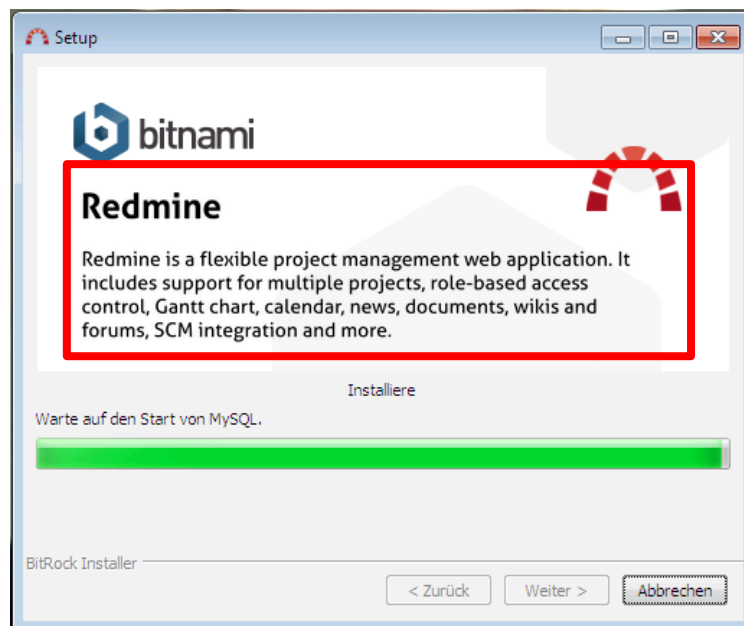 Setup
bitnami
Redmine
Redmine is a flexible project management web application. It
includes support for multiple projects, role-based access
control, Gantt chart, calendar, news, documents, wikis and
forums, SCM integration and more.
Installiere
Warte auf den Start von MySQL.
BitRock Installer
< Zurück Weiter > Abbrechen